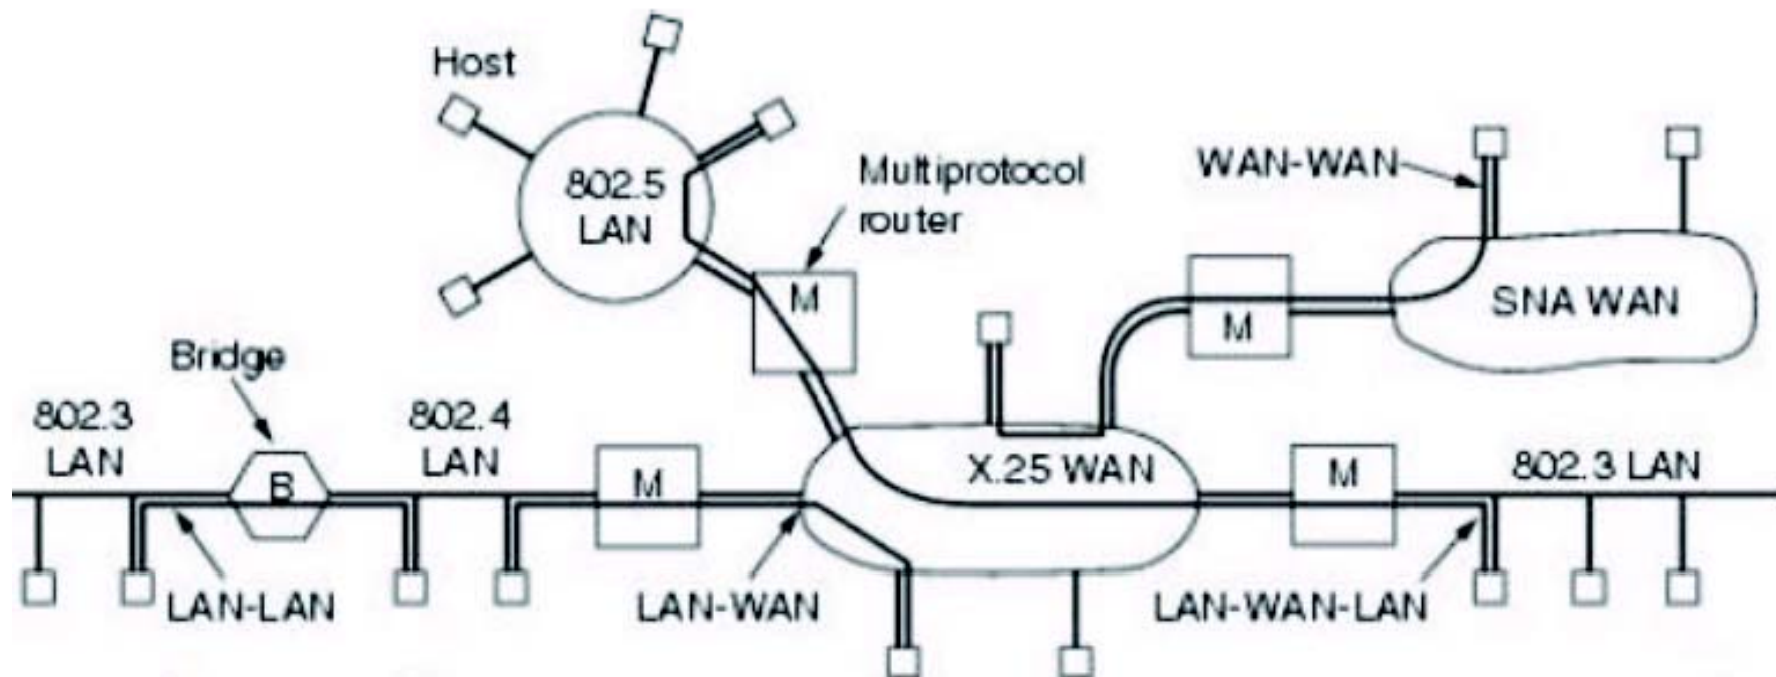 Host
802.5
LAN
Multiprotocol
router
WAN-WAN
M
M
SNA WAN
Bridge
802.3
LAN
802.4
LAN
B
M
X.25 WAN
M
802.3 LAN
LAN-LAN
LAN-WAN
LAN-WAN-LAN